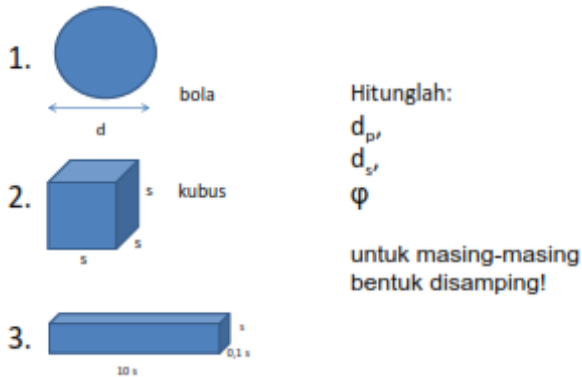 1.
bola
d
2.
s
kubus
s
s
3.
s
0,1 s
10 s
Hitunglah:
dp,
ds,
φ
untuk masing-masing
bentuk disamping!